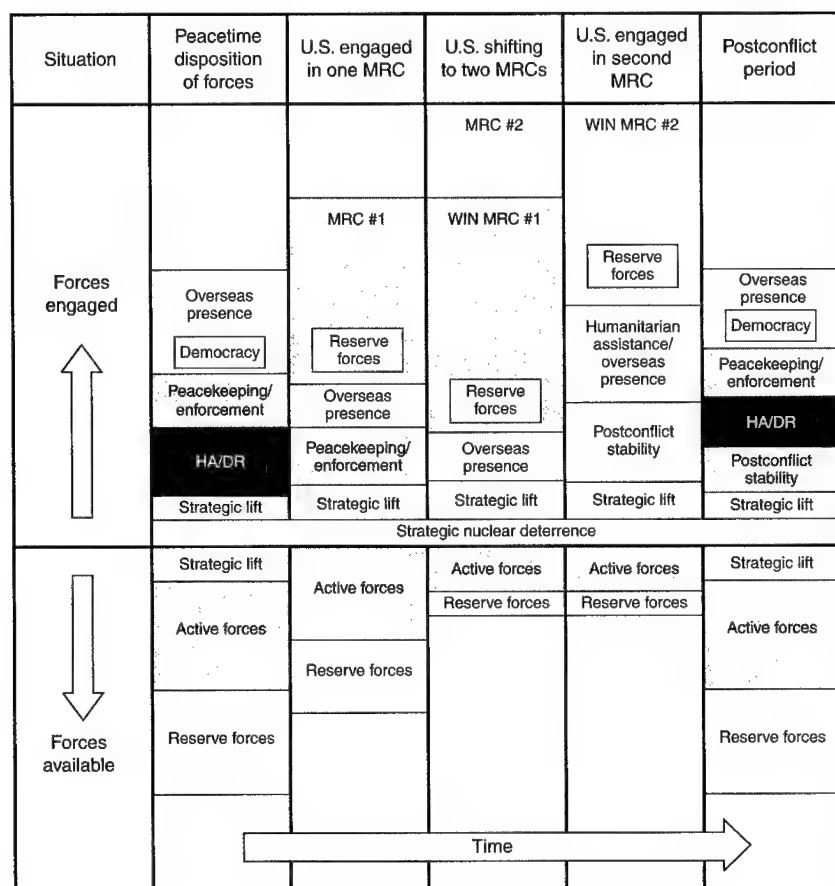 Situation
Peacetime
disposition
of forces
U.S. engaged
in one MRC
U.S. shifting
to two MRCs
U.S. engaged
in second
MRC
Postconflict
period
Forces
engaged
Overseas
presence
Democracy
Peacekeeping/
enforcement
HA/DR
Strategic lift
MRC #1
Reserve
forces
Overseas
presence
Peacekeeping/
enforcement
Strategic lift
MRC #2
WIN MRC #1
Reserve
forces
Overseas
presence
Strategic lift
WIN MRC #2
Reserve
forces
Humanitarian
assistance/
overseas
presence
Postconflict
stability
Strategic lift
Overseas
presence
Democracy
Peacekeeping/
enforcement
HA/DR
Postconflict
stability
Strategic lift
Strategic nuclear deterrence
Forces
available
Strategic lift
Active forces
Reserve forces
Active forces
Reserve forces
Active forces
Reserve forces
Active forces
Reserve forces
Strategic lift
Active forces
Reserve forces
Time